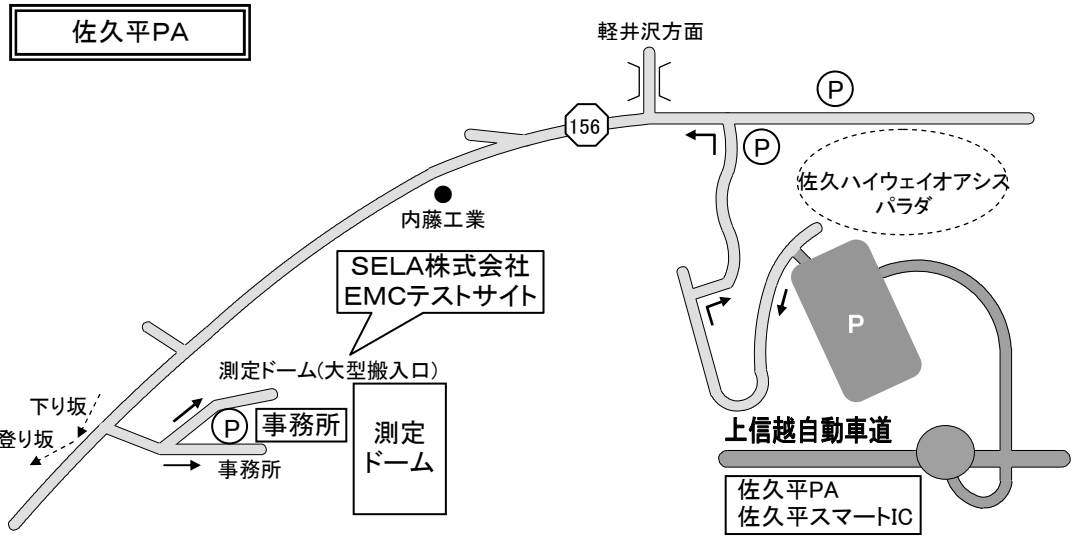 佐久平PA
軽井沢方面
P
156
P
佐久ハイウェイオアシス
パラダ
内藤工業
SELA株式会社
EMCテストサイト
P
測定ドーム(大型搬入口)
下り坂
登り坂
P
事務所
測定
ドーム
事務所
上信越自動車道
佐久平PA
佐久平スマートIC